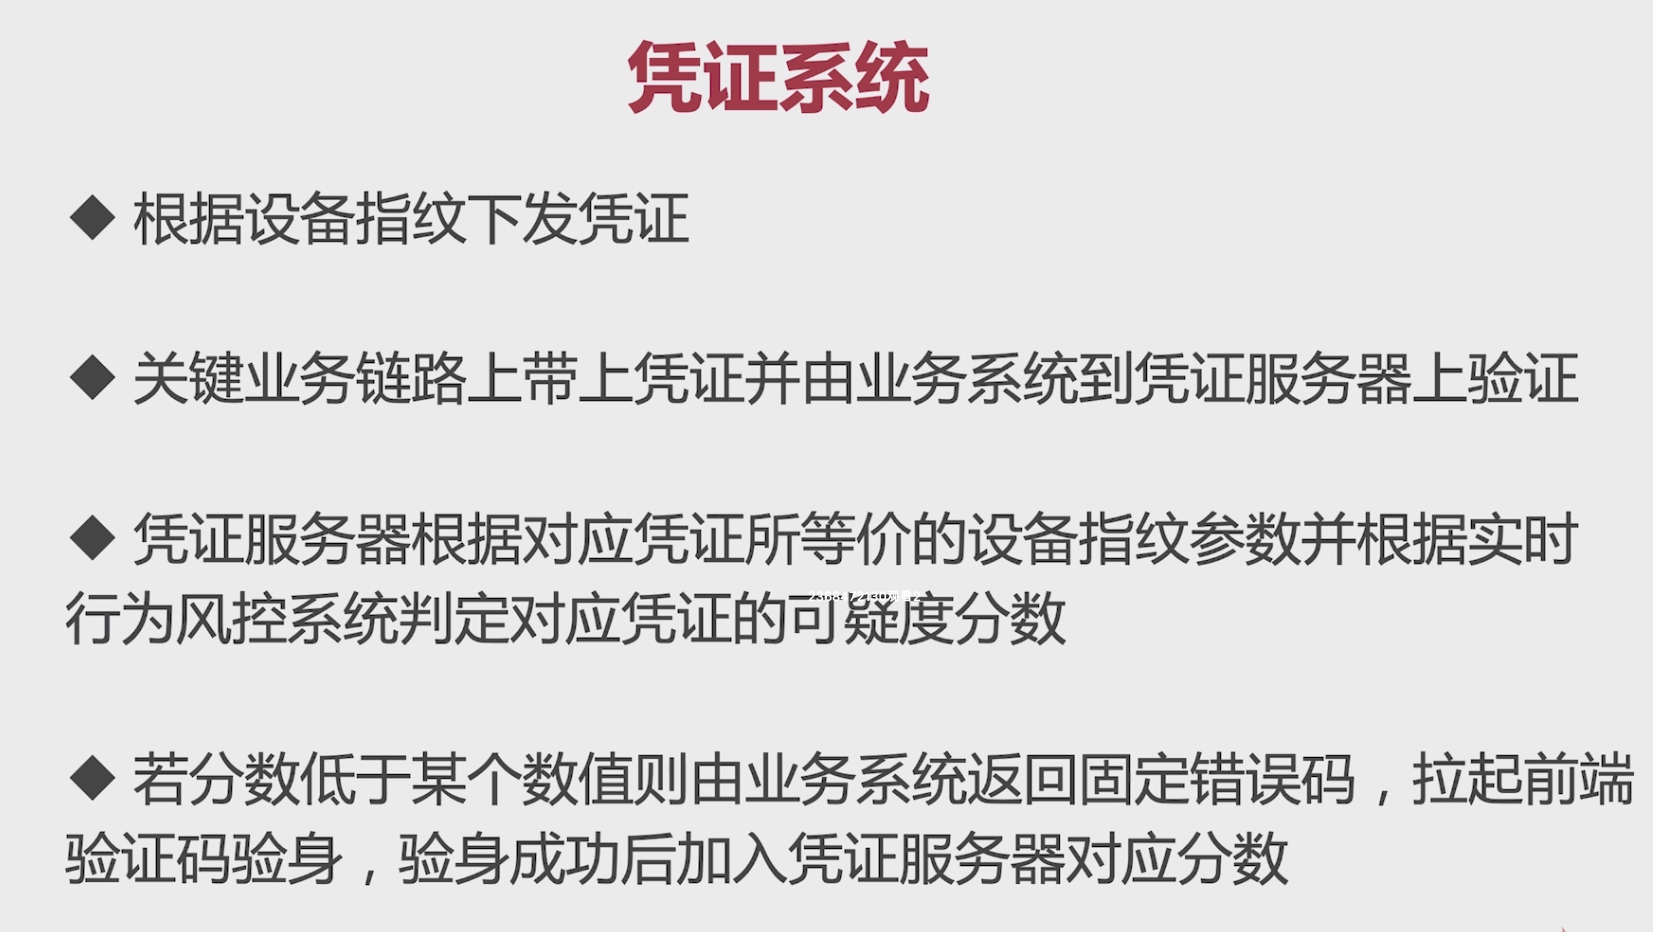 凭证系统
◆ 根据设备指纹下发凭证
◆ 关键业务链路上带上凭证并由业务系统到凭证服务器上验证
◆ 凭证服务器根据对应凭证所等价的设备指纹参数并根据实时
行为风控系统判定对应凭证的可疑度分数
◆ 若分数低于某个数值则由业务系统返回固定错误码，拉起前端
验证码验身，验身成功后加入凭证服务器对应分数